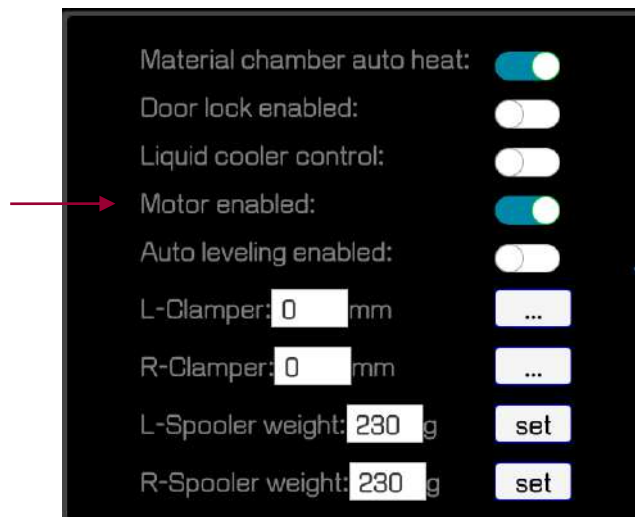 Material chamber auto heat:
Door lock enabled:
Liquid cooler control:
Motor enabled:
Auto leveling enabled:
L-Clamper: 0 mm ...
R-Clamper: 0 mm ...
L-Spooler weight: 230 g set
R-Spooler weight: 230 g set